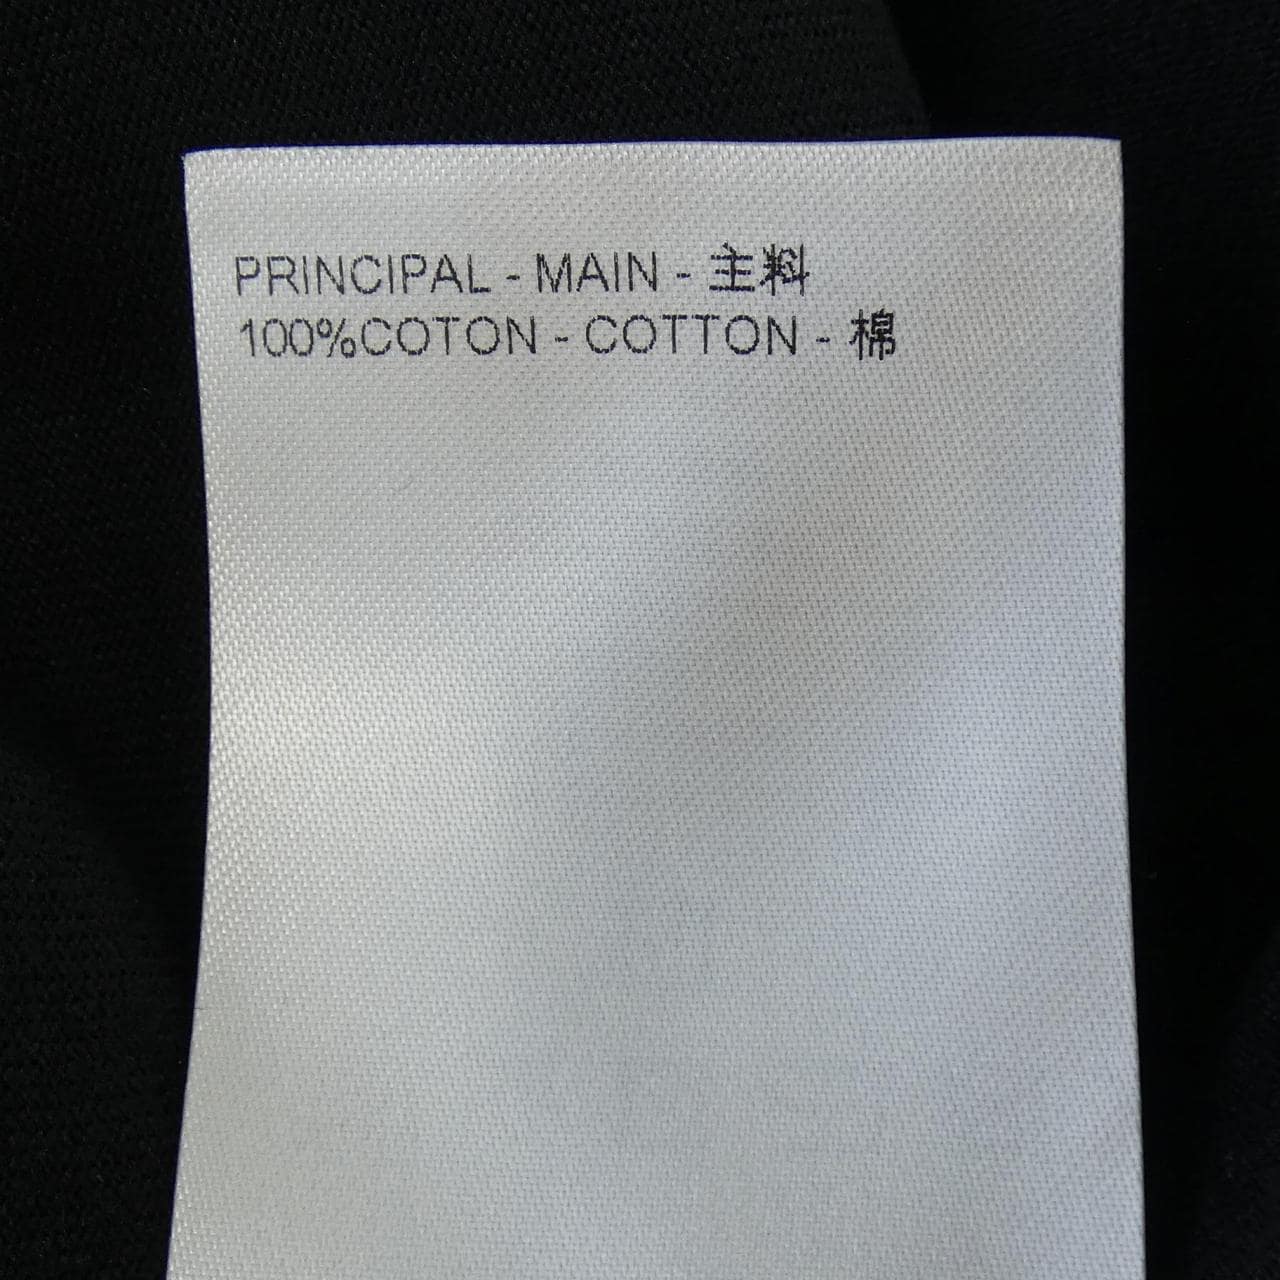 PRINCIPAL - MAIN - 主料
100%COTON - COTTON - 棉